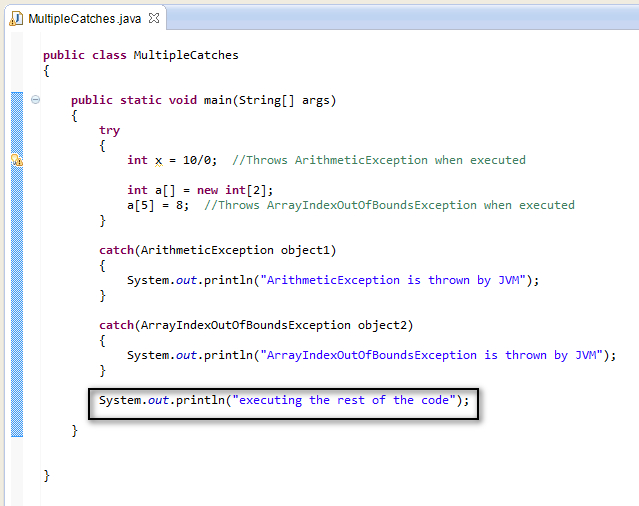 MultipleCatches.java
public class MultipleCatches
{
public static void main(String[] args)
{
try
{
int x = 10/0;  //Throws ArithmeticException when executed
int a[] = new int[2];
a[5] = 8;  //Throws ArrayIndexOutOfBoundsException when executed
}
catch(ArithmeticException object1)
{
System.out.println("ArithmeticException is thrown by JVM");
}
catch(ArrayIndexOutOfBoundsException object2)
{
System.out.println("ArrayIndexOutOfBoundsException is thrown by JVM");
}
System.out.println("executing the rest of the code");
}
}